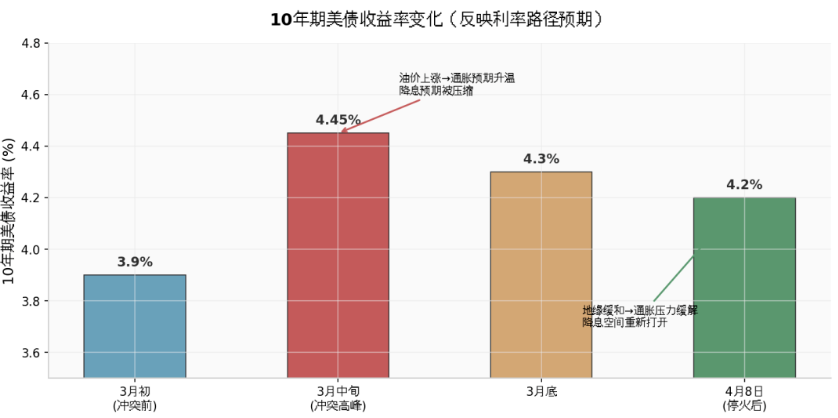 10年期美债收益率变化（反映利率路径预期）
10年期美债收益率 (%)
4.8
4.6
4.4
4.2
4.0
3.8
3.6
油价上涨→通胀预期升温
降息预期被压缩
3.9%
4.45%
4.3%
4.2%
地缘缓和→通胀压力缓解
降息空间重新打开
3月初
(冲突前)
3月中旬
(冲突高峰)
3月底
4月8日
(停火后)